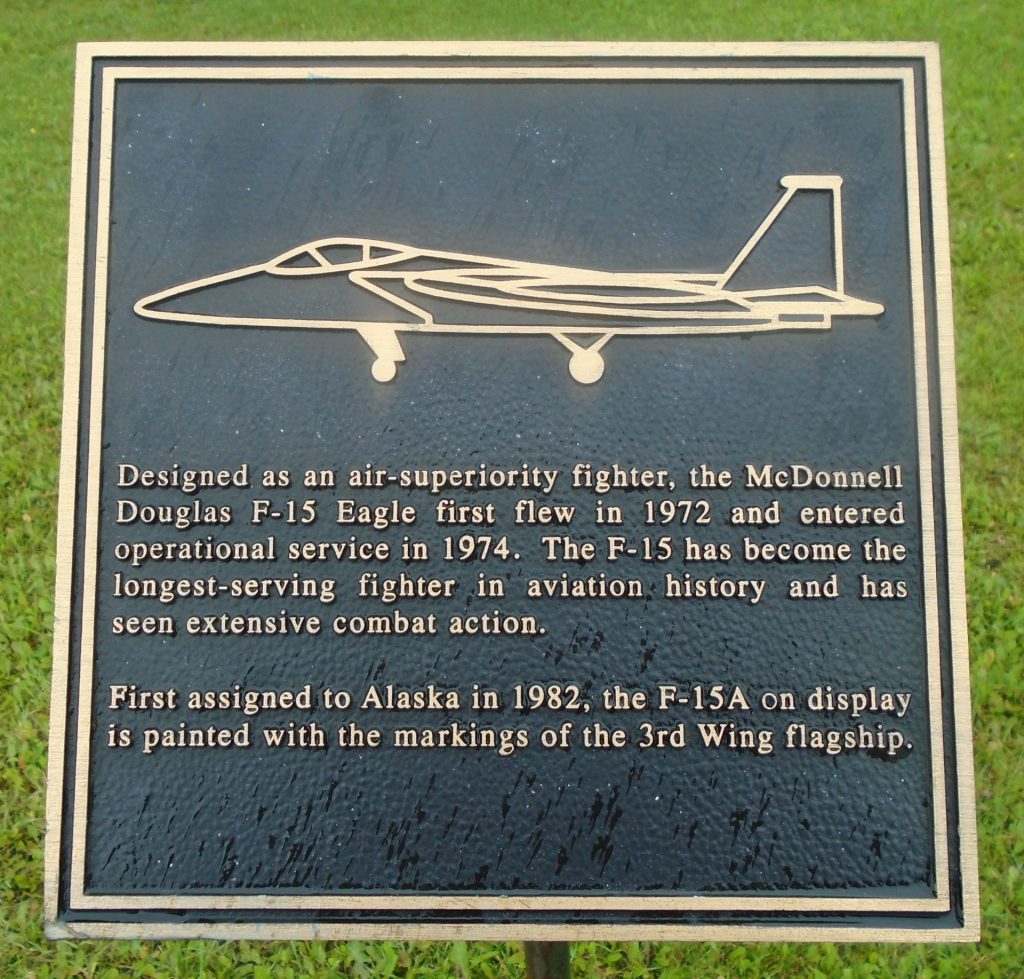 Designed as an air-superiority fighter, the McDonnell
Douglas F-15 Eagle first flew in 1972 and entered
operational service in 1974. The F-15 has become the
longest-serving fighter in aviation history and has
seen extensive combat action.
First assigned to Alaska in 1982, the F-15A on display
is painted with the markings of the 3rd Wing flagship.